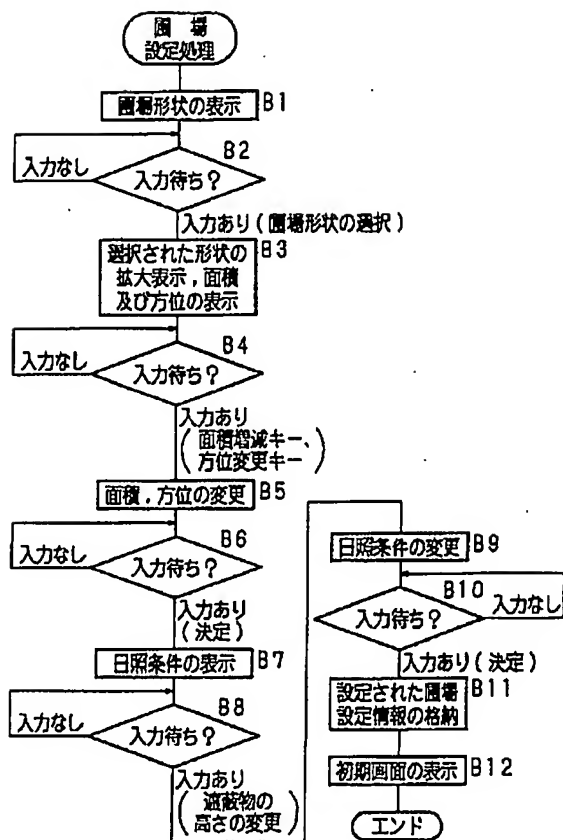 圃場
設定処理
圃場形状の表示 B1
B2
入力なし
入力待ち?
入力あり(圃場形状の選択)
選択された形状の B3
拡大表示,面積
及び方位の表示
B4
入力なし
入力待ち?
入力あり
(面積増減キー、
方位変更キー)
面積,方位の変更 B5
B6
入力なし
入力待ち?
入力あり
(決定)
日照条件の表示 B7
B8
入力なし
入力待ち?
入力あり
(遮蔽物の
高さの変更)
日照条件の変更 B9
B10
入力なし
入力待ち?
入力あり(決定)
設定された圃場 B11
設定情報の格納
初期画面の表示 B12
エンド